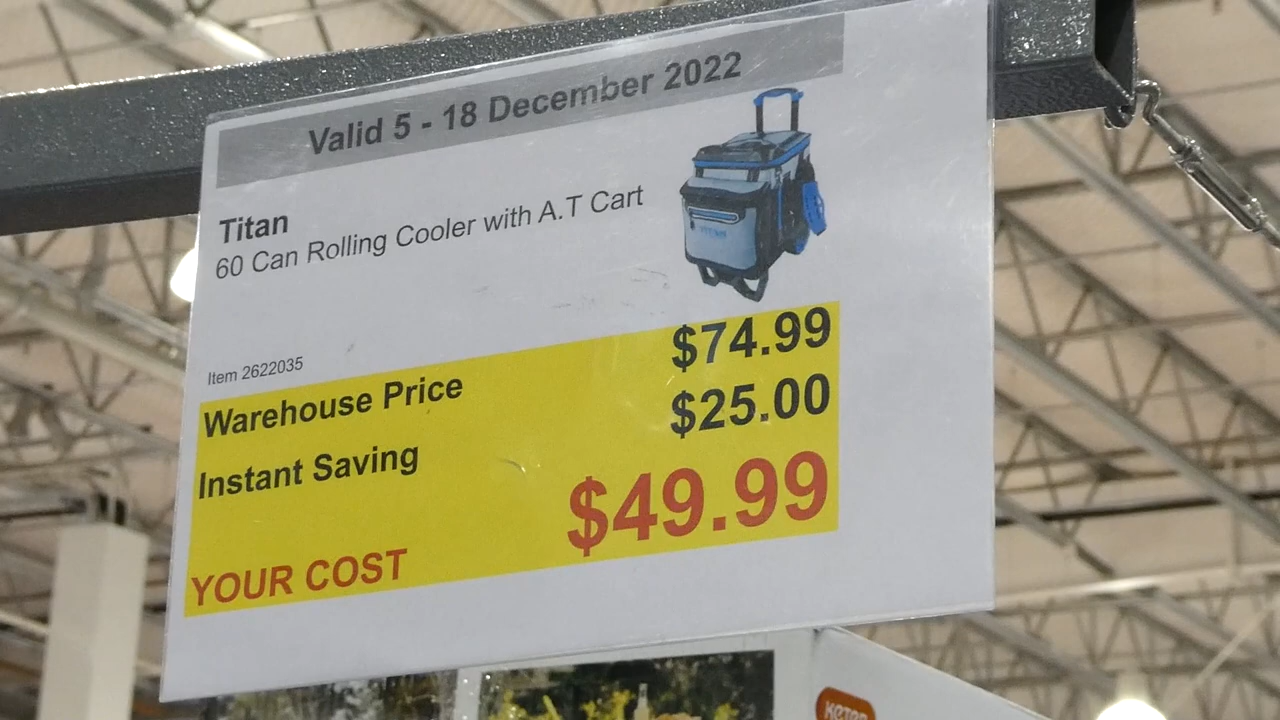 Valid 5 - 18 December 2022
Titan
60 Can Rolling Cooler with A.T Cart
Item 2622035
Warehouse Price $74.99
Instant Saving $25.00
YOUR COST $49.99
KETER